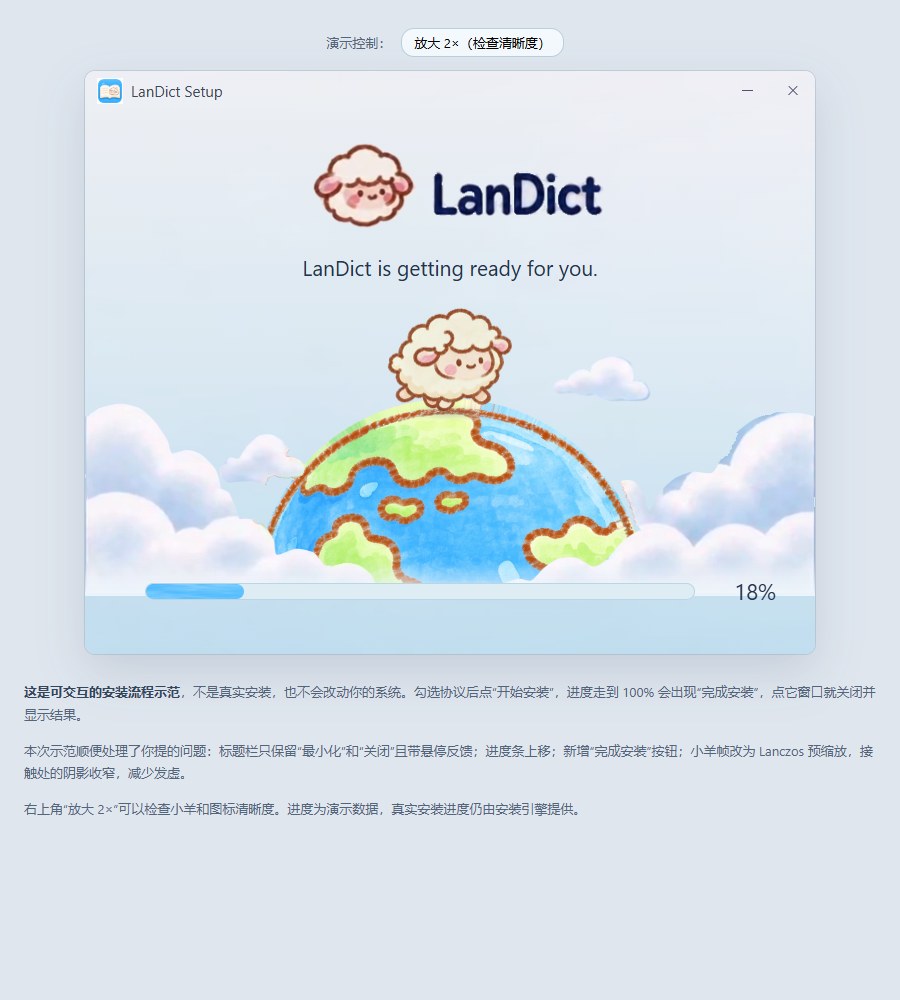 演示控制：
放大 2×（检查清晰度）
LanDict Setup
LanDict
LanDict is getting ready for you.
18%
这是可交互的安装流程示范，不是真实安装，也不会改动你的系统。勾选协议后点“开始安装”，进度走到 100% 会出现“完成安装”，点它窗口就关闭并
显示结果。
本次示范顺便处理了你提的问题：标题栏只保留“最小化”和“关闭”且带悬停反馈；进度条上移；新增“完成安装”按钮；小羊帧改为 Lanczos 预缩放，接
触处的阴影收窄，减少发虚。
右上角“放大 2×”可以检查小羊和图标清晰度。进度为演示数据，真实安装进度仍由安装引擎提供。